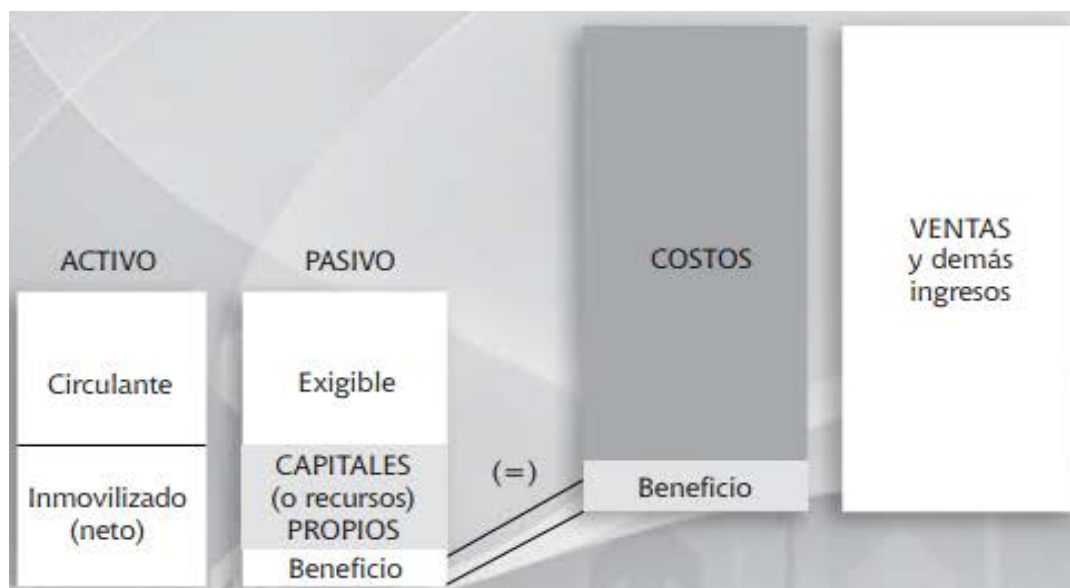 ACTIVO
Circulante
Inmovilizado
(neto)
PASIVO
Exigible
CAPITALES
(o recursos)
PROPIOS
Beneficio
(=)
COSTOS
Beneficio
VENTAS
y demás
ingresos